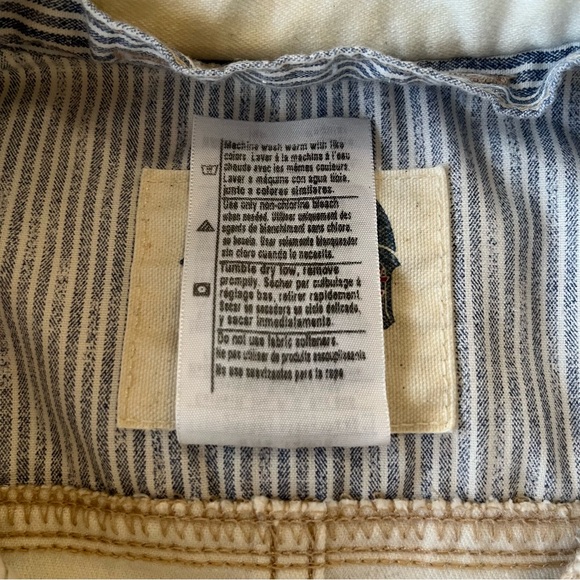 Machine wash warm with like
colors. Laver à la machine à l'eau
chaude avec les mêmes couleurs.
Lavar a máquina con agua tibia,
junto a colores similares.
Use only non-chlorine bleach
when needed. Utiliser uniquement des
agents de blanchiment sans chlore,
au besoin. Usar solamente blanqueador
sin cloro cuando lo necesite.
Tumble dry low, remove
promptly. Sécher par culbutage à
réglage bas, retirer rapidement.
Secar en secadora en ciclo delicado,
y sacar inmediatamente.
Do not use fabric softeners.
Ne pas utiliser de produits assouplissants
No use suavizantes para la ropa